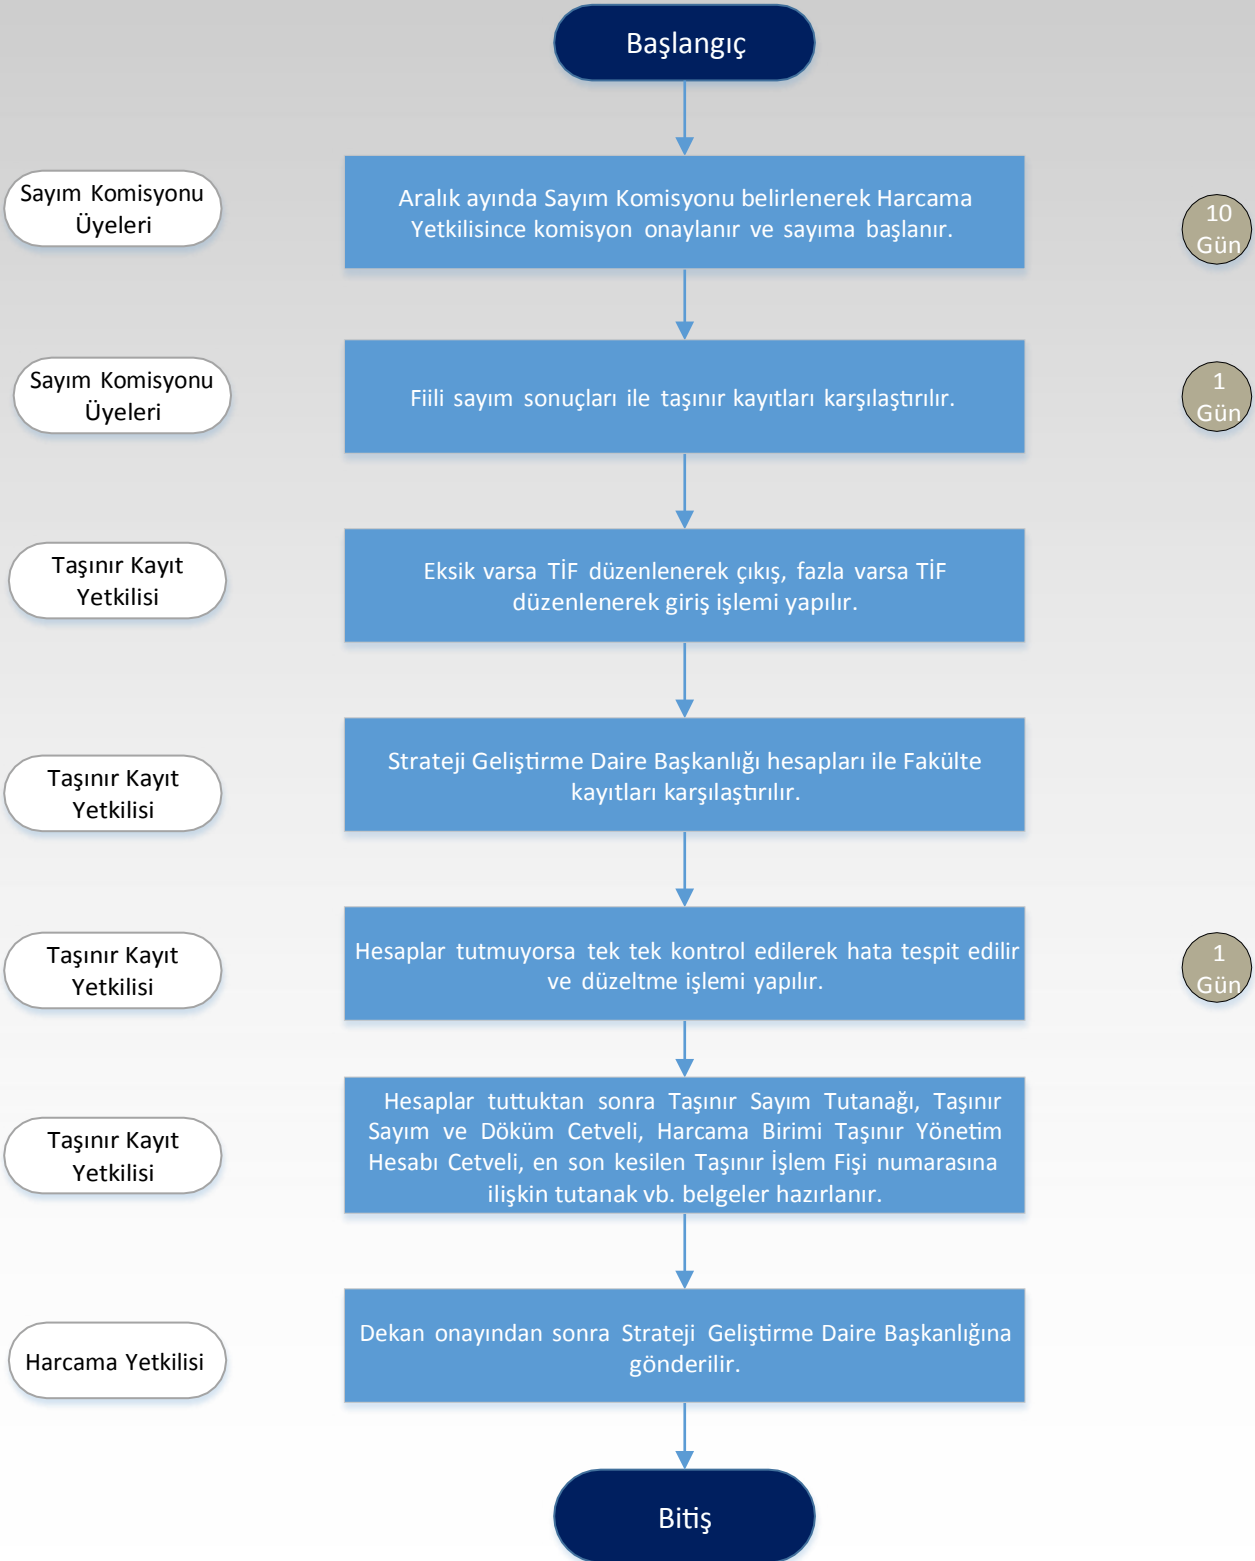 Başlangıç
Sayım Komisyonu
Üyeleri
Aralık ayında Sayım Komisyonu belirlenerek Harcama
Yetkilisince komisyon onaylanır ve sayıma başlanır.
10
Gün
Sayım Komisyonu
Üyeleri
Fiili sayım sonuçları ile taşınır kayıtları karşılaştırılır.
1
Gün
Taşınır Kayıt
Yetkilisi
Eksik varsa TİF düzenlenerek çıkış, fazla varsa TİF
düzenlenerek giriş işlemi yapılır.
Taşınır Kayıt
Yetkilisi
Strateji Geliştirme Daire Başkanlığı hesapları ile Fakülte
kayıtları karşılaştırılır.
Taşınır Kayıt
Yetkilisi
Hesaplar tutmuyorsa tek tek kontrol edilerek hata tespit edilir
ve düzeltme işlemi yapılır.
1
Gün
Taşınır Kayıt
Yetkilisi
Hesaplar tuttuktan sonra Taşınır Sayım Tutanağı, Taşınır
Sayım ve Döküm Cetveli, Harcama Birimi Taşınır Yönetim
Hesabı Cetveli, en son kesilen Taşınır İşlem Fişi numarasına
ilişkin tutanak vb. belgeler hazırlanır.
Harcama Yetkilisi
Dekan onayından sonra Strateji Geliştirme Daire Başkanlığına
gönderilir.
Bitiş